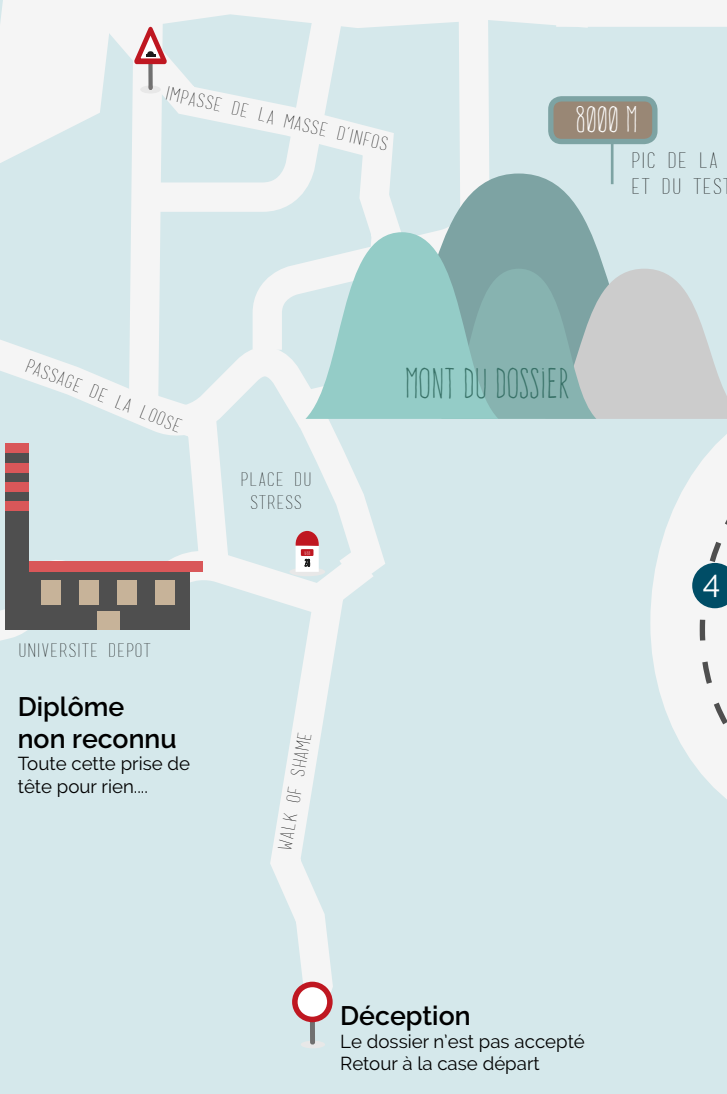 IMPASSE DE LA MASSE D'INFOS
8000 M
PIC DE LA
ET DU TEST
MONT DU DOSSiER
PASSAGE DE LA LOOSE
PLACE DU
STRESS
4
UNIVERSITE DEPOT
Diplôme
non reconnu
Toute cette prise de
tête pour rien....
WALK OF SHAME
Déception
Le dossier n'est pas accepté
Retour à la case départ